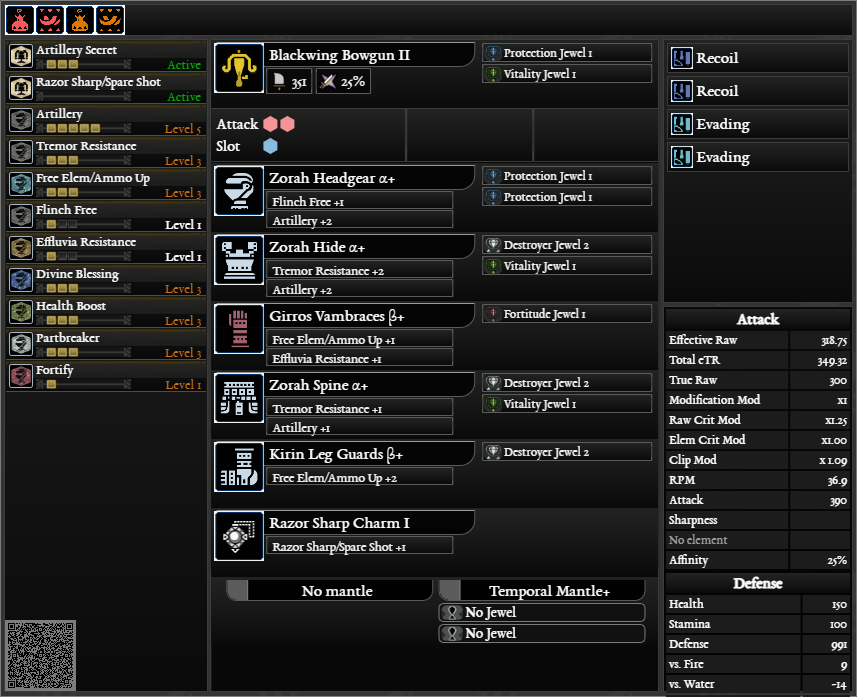 Artillery Secret
Active
Razor Sharp/Spare Shot
Active
Artillery
Level 5
Tremor Resistance
Level 3
Free Elem/Ammo Up
Level 3
Flinch Free
Level 1
Effluvia Resistance
Level 1
Divine Blessing
Level 3
Health Boost
Level 3
Partbreaker
Level 3
Fortify
Level 1
Blackwing Bowgun II
351 25%
Protection Jewel 1
Vitality Jewel 1
Attack
Slot
Zorah Headgear α+
Flinch Free +1
Artillery +2
Protection Jewel 1
Protection Jewel 1
Zorah Hide α+
Tremor Resistance +2
Artillery +2
Destroyer Jewel 2
Vitality Jewel 1
Girros Vambraces β+
Free Elem/Ammo Up +1
Effluvia Resistance +1
Fortitude Jewel 1
Zorah Spine α+
Tremor Resistance +1
Artillery +1
Destroyer Jewel 2
Vitality Jewel 1
Kirin Leg Guards β+
Free Elem/Ammo Up +2
Destroyer Jewel 2
Razor Sharp Charm I
Razor Sharp/Spare Shot +1
No mantle
Temporal Mantle+
No Jewel
No Jewel
Recoil
Recoil
Evading
Evading
Attack
Effective Raw 318.75
Total eTR 349.32
True Raw 300
Modification Mod x1
Raw Crit Mod x1.25
Elem Crit Mod x1.00
Clip Mod x 1.09
RPM 36.9
Attack 390
Sharpness
No element
Affinity 25%
Defense
Health 150
Stamina 100
Defense 991
vs. Fire 9
vs. Water -14